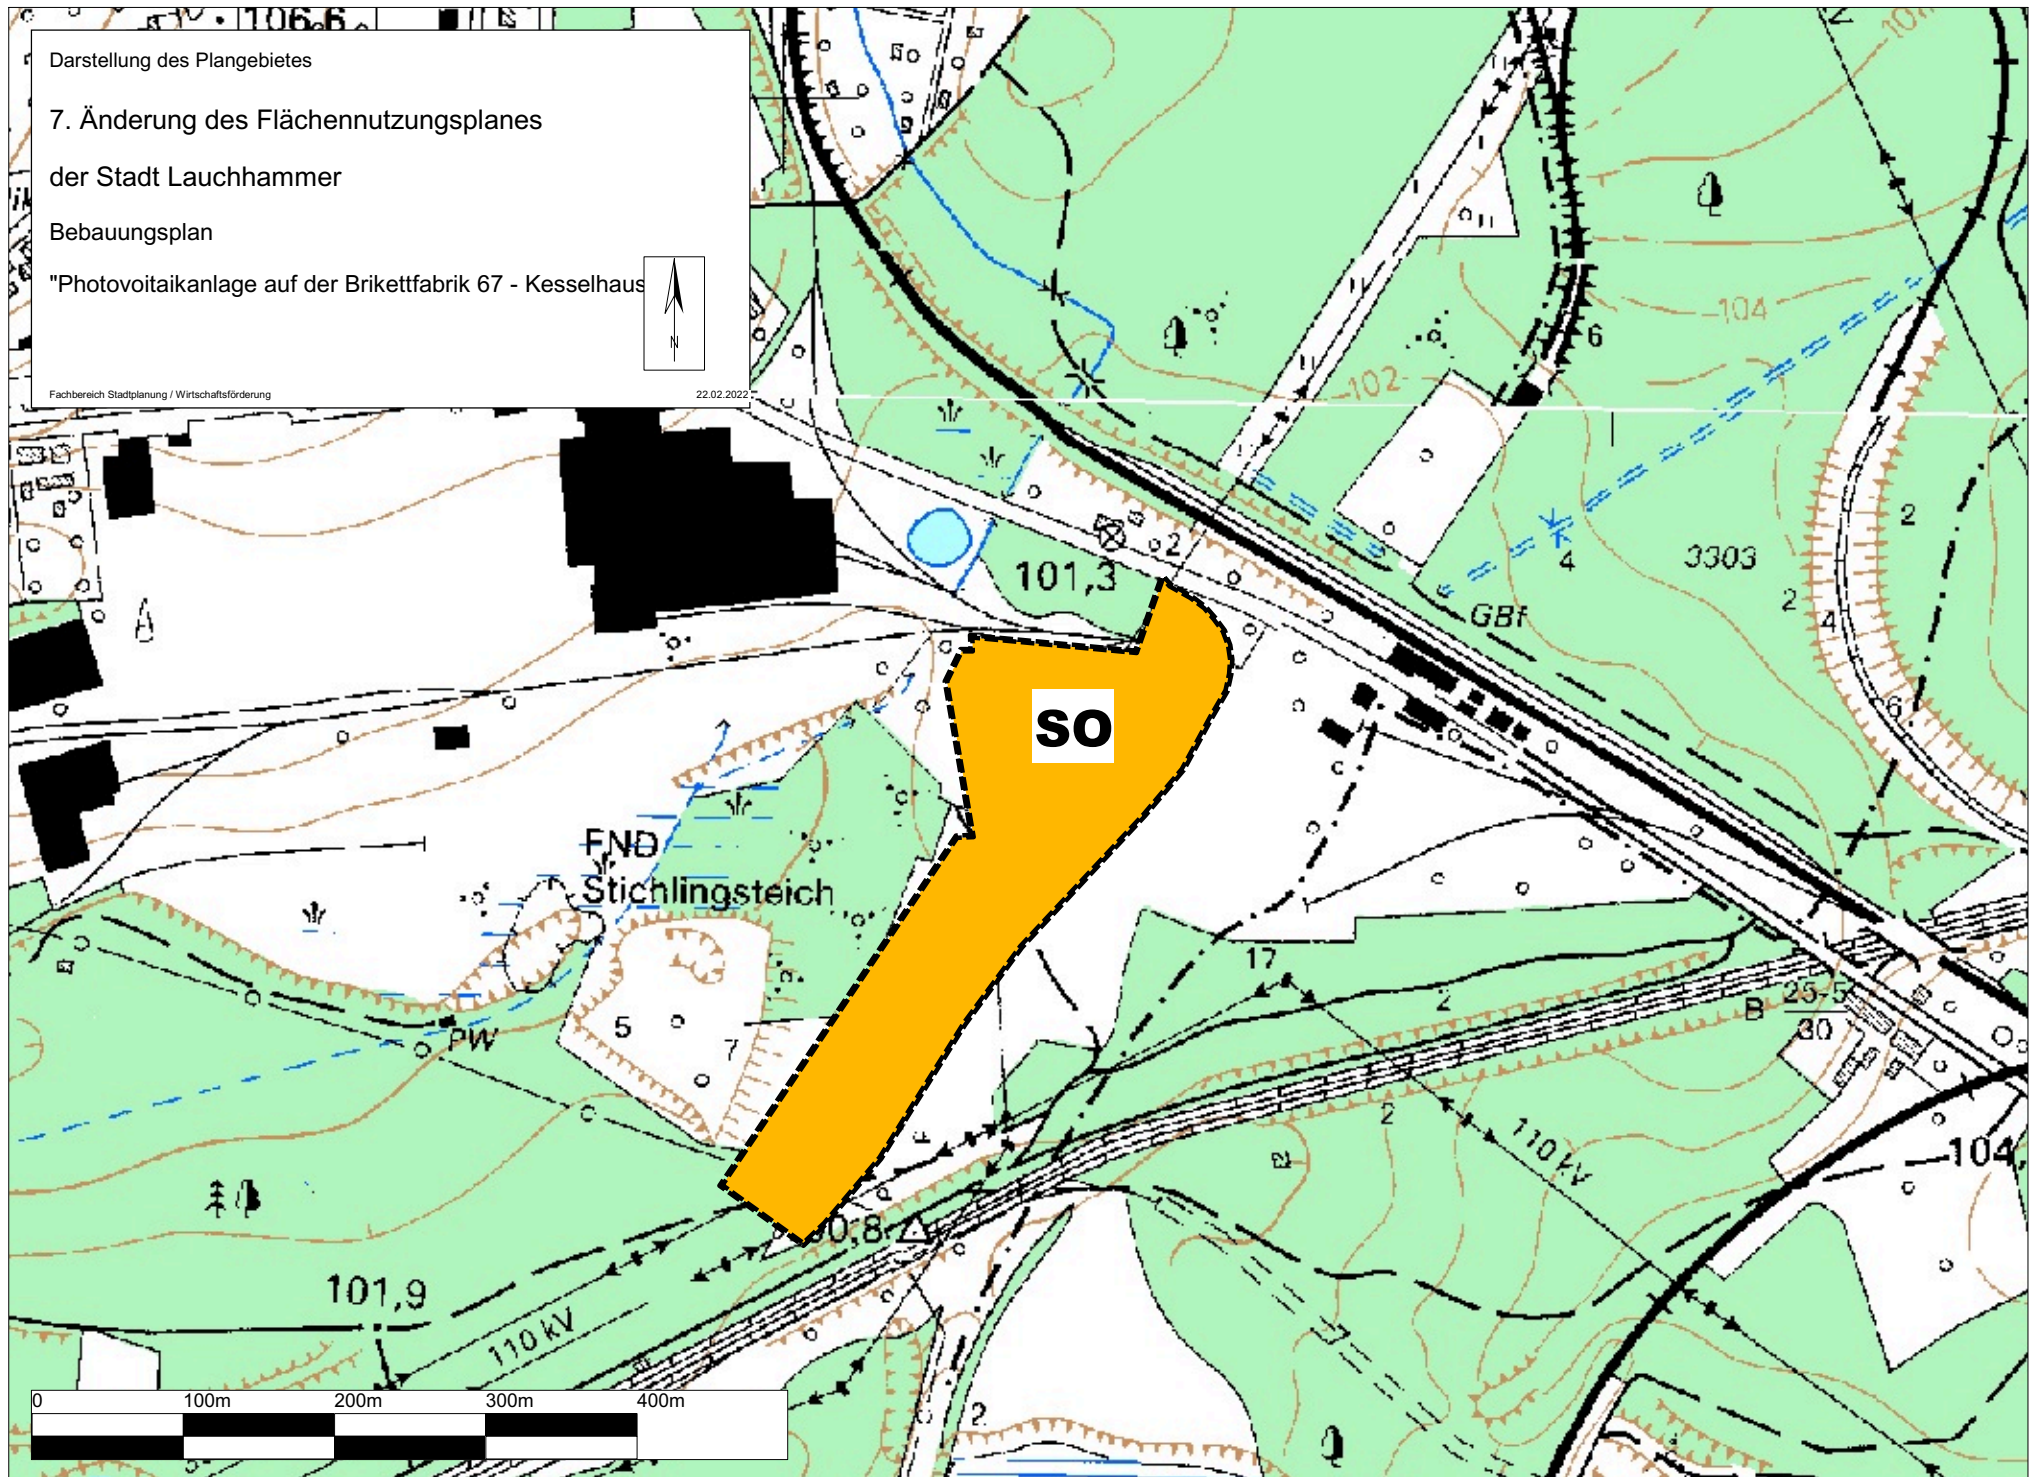 106,6
Darstellung des Plangebietes
7. Änderung des Flächennutzungsplanes
der Stadt Lauchhammer
Bebauungsplan
"Photovoitaikanlage auf der Brikettfabrik 67 - Kesselhaus
N
Fachbereich Stadtplanung / Wirtschaftsförderung
22.02.2022
104
6
102
2
101,3
2
4
3303
2
4
GBf
6
SO
FND
Stichlingsteich
17
2
25-5
B
30
5
PW
7
2
110 kV
104,
0,8
101,9
110 kV
0
100m
200m
300m
400m
2